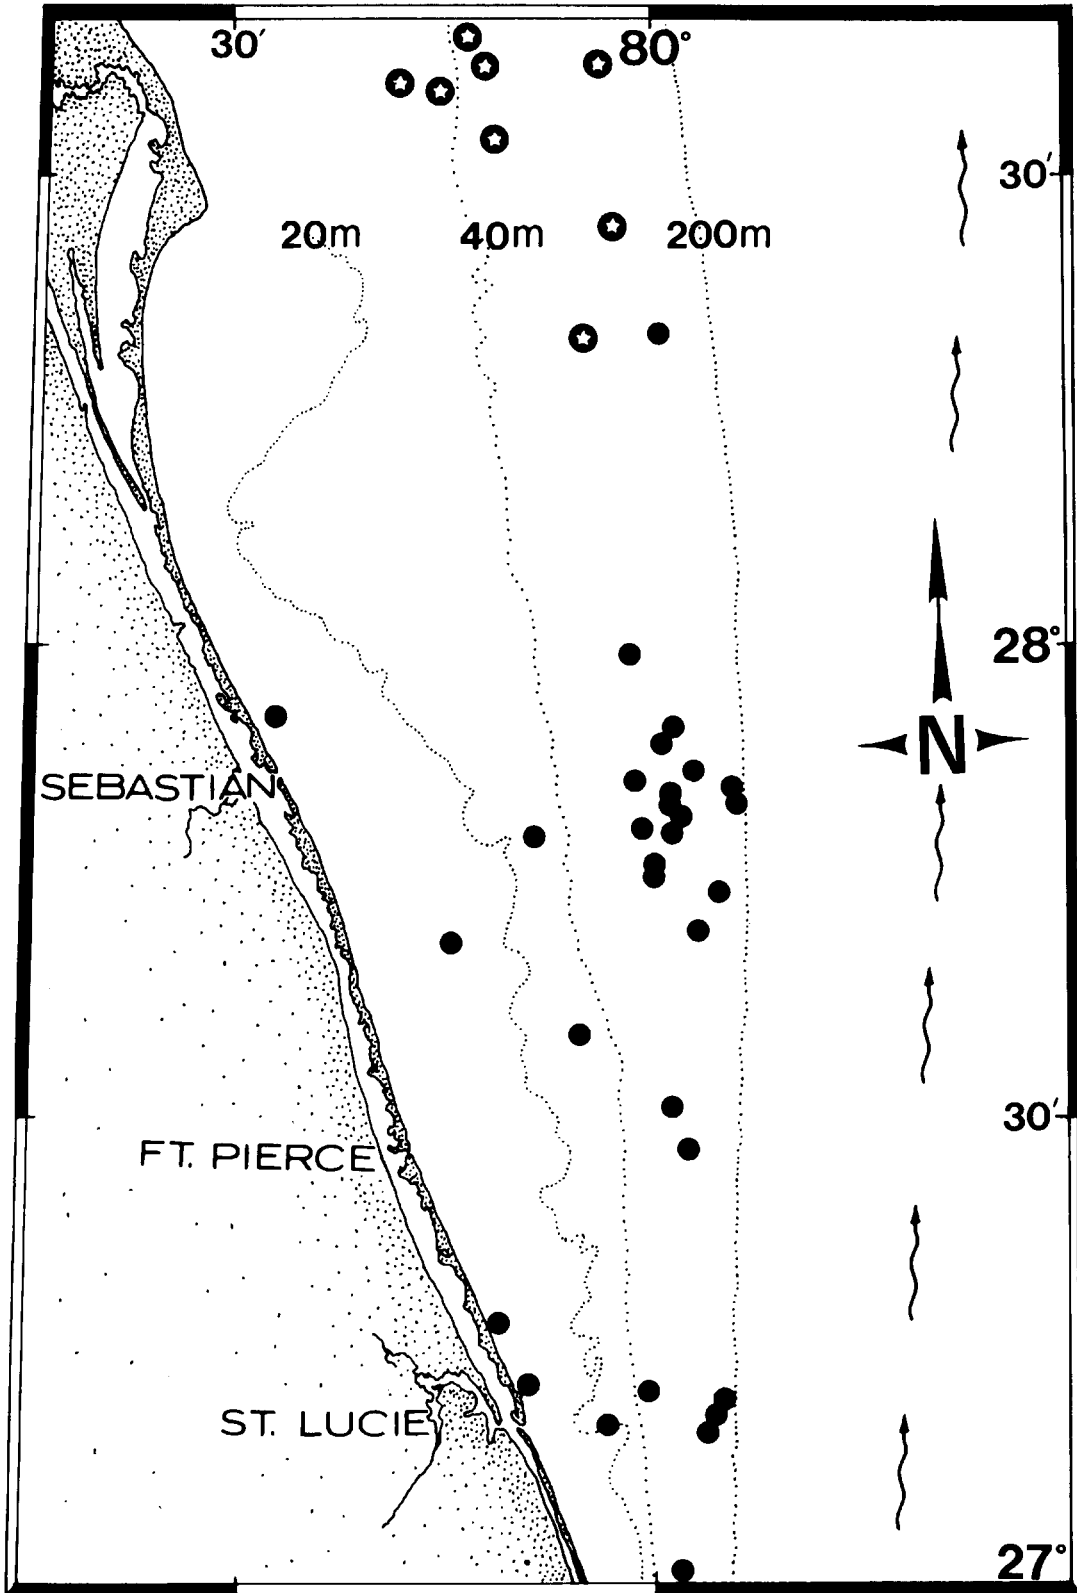 30′
80°
30′
20m
40m
200m
28°
N
SEBASTIAN
30′
FT. PIERCE
ST. LUCIE
27°